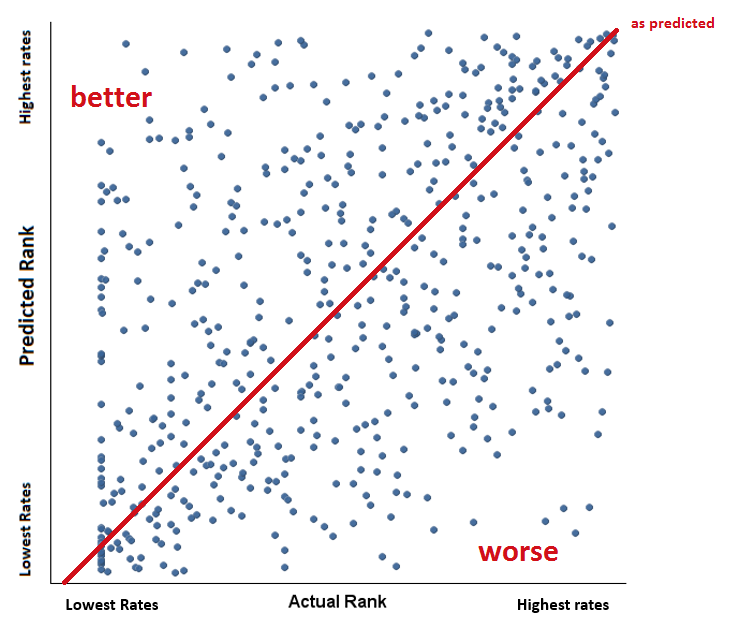 as predicted
Highest rates
better
Predicted Rank
Lowest Rates
worse
Lowest Rates
Actual Rank
Highest rates